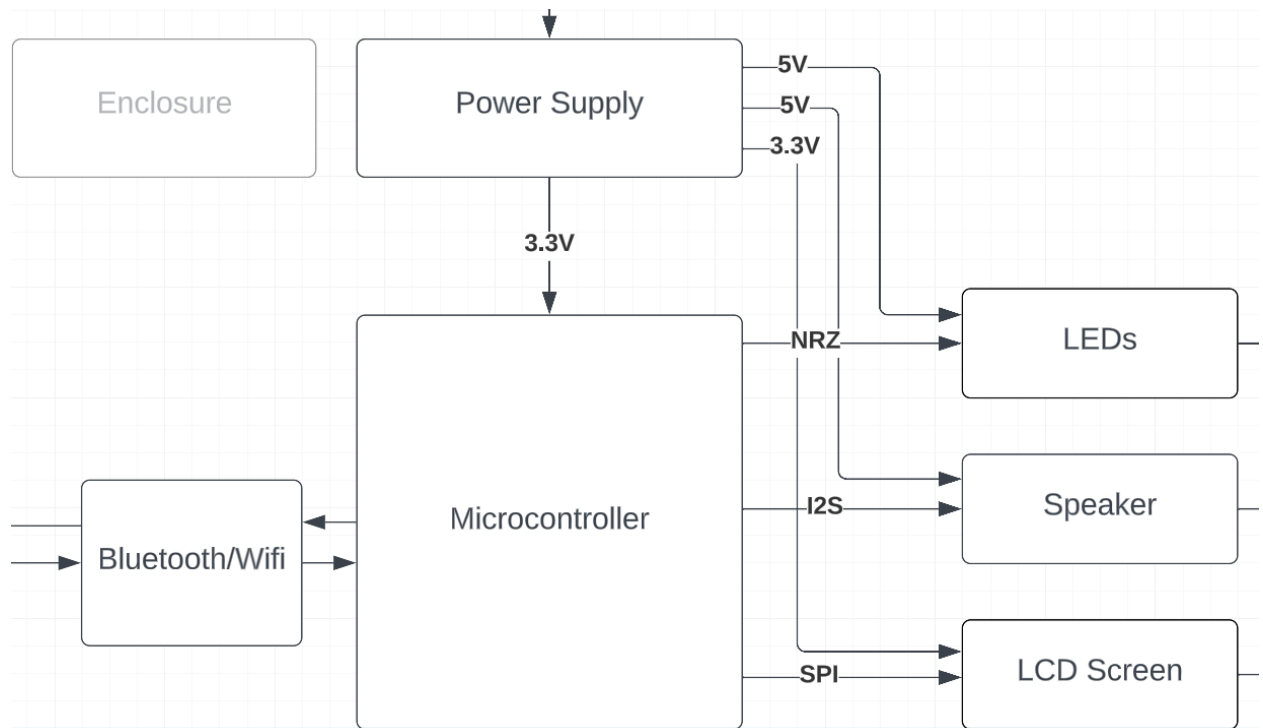 Enclosure
Power Supply
5V
5V
3.3V
3.3V
NRZ
LEDs
I2S
Speaker
Microcontroller
Bluetooth/Wifi
SPI
LCD Screen